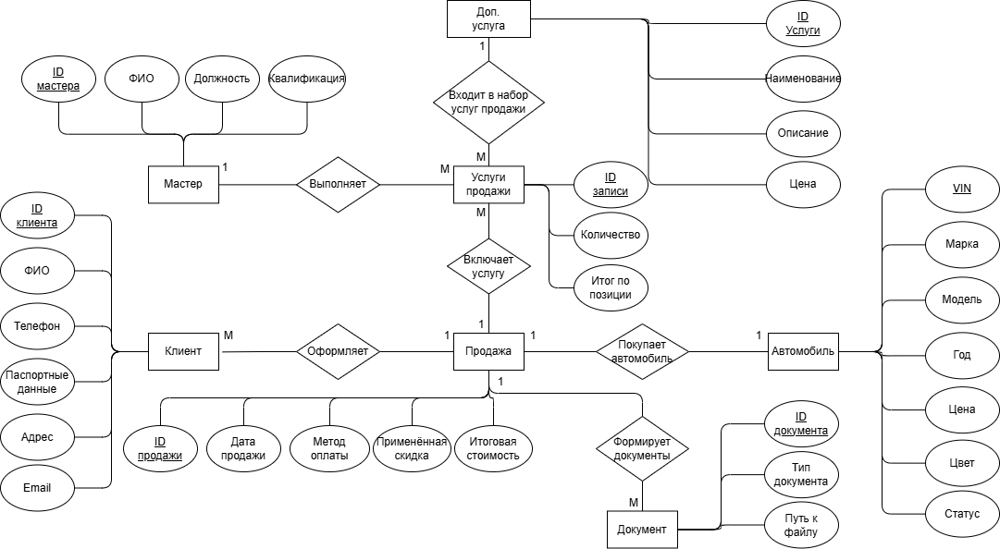 Доп.
услуга
1
ID
Услуги
Наименование
Описание
Цена
Входит в набор
услуг продажи
M
ID
мастера
ФИО
Должность
Квалификация
Мастер
1
Выполняет
M
Услуги
продажи
M
ID
записи
Количество
Итог по
позиции
Включает
услугу
1
ID
клиента
ФИО
Телефон
Паспортные
данные
Адрес
Email
Клиент
M
Оформляет
1
Продажа
1
Покупает
автомобиль
1
Автомобиль
VIN
Марка
Модель
Год
Цена
Цвет
Статус
1
ID
продажи
Дата
продажи
Метод
оплаты
Применённая
скидка
Итоговая
стоимость
Формирует
документы
M
Документ
ID
документа
Тип
документа
Путь к
файлу